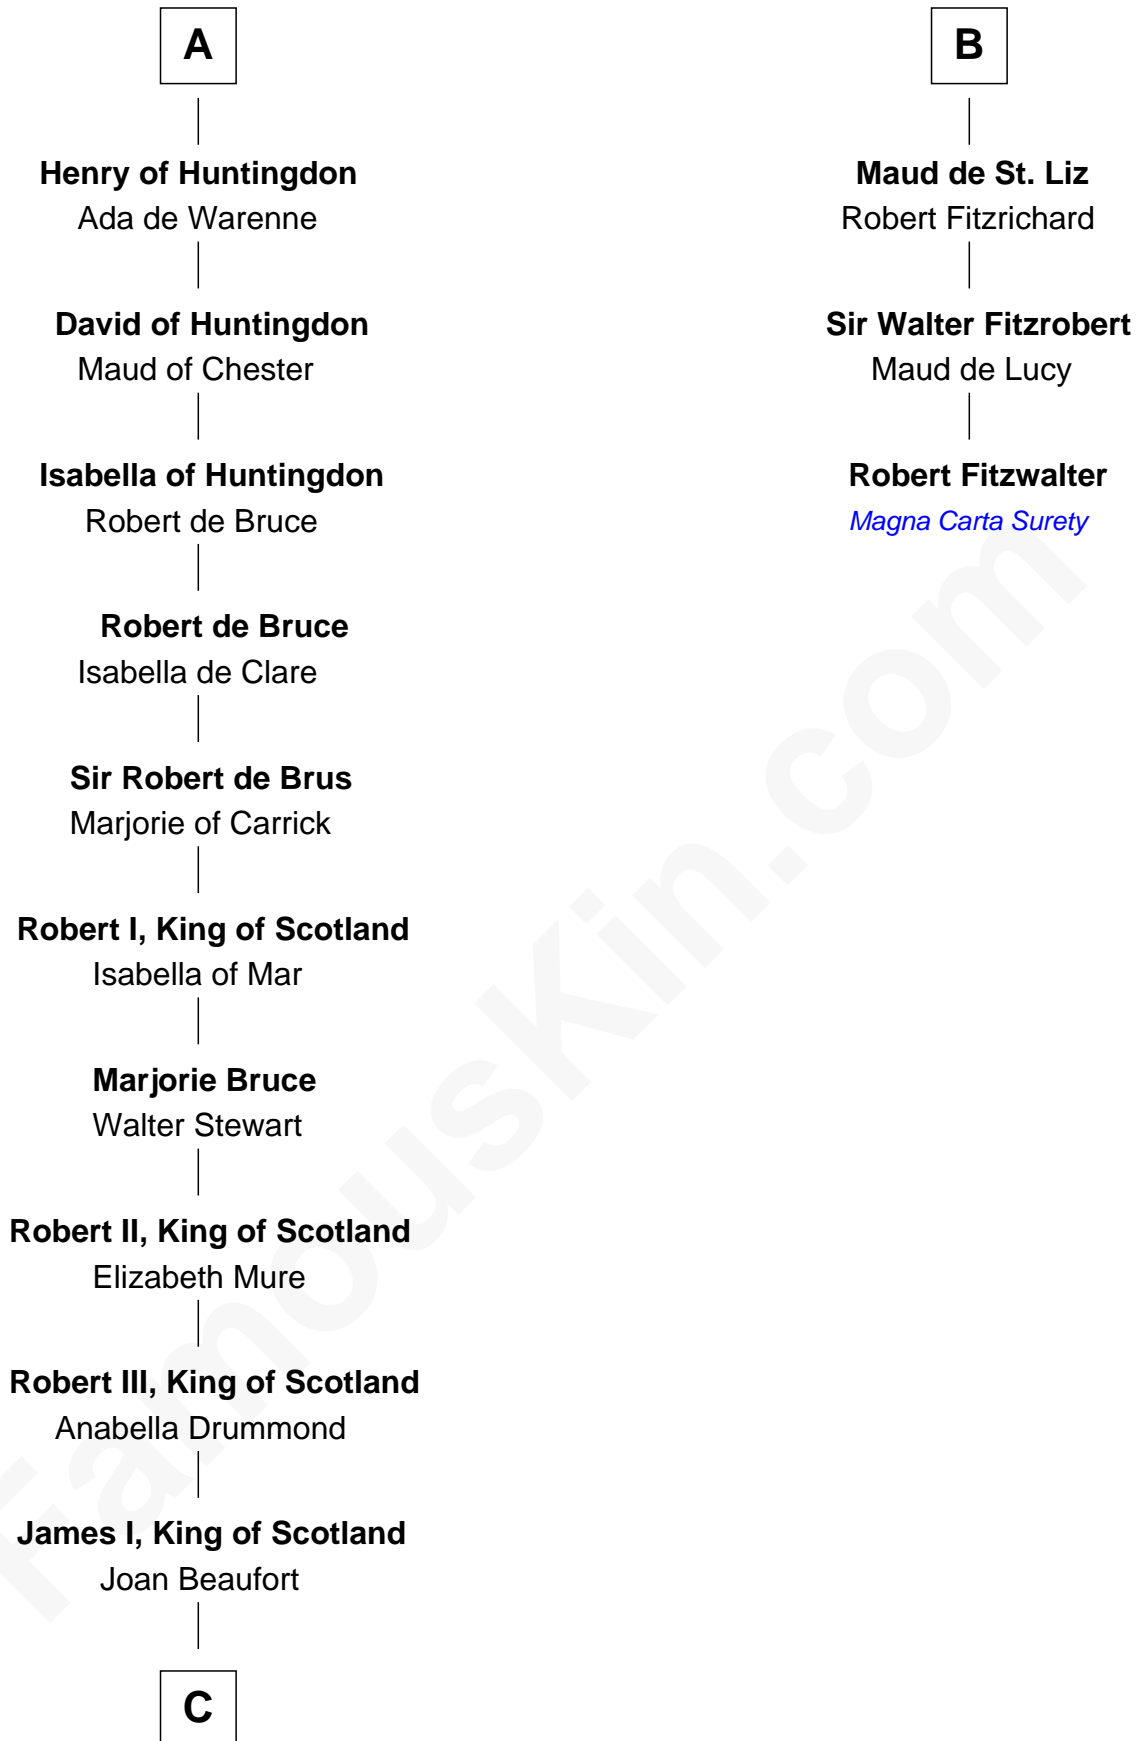 A
Henry of Huntingdon
Ada de Warenne
David of Huntingdon
Maud of Chester
Isabella of Huntingdon
Robert de Bruce
Robert de Bruce
Isabella de Clare
Sir Robert de Brus
Marjorie of Carrick
Robert I, King of Scotland
Isabella of Mar
Marjorie Bruce
Walter Stewart
Robert II, King of Scotland
Elizabeth Mure
Robert III, King of Scotland
Anabella Drummond
James I, King of Scotland
Joan Beaufort
C
B
Maud de St. Liz
Robert Fitzrichard
Sir Walter Fitzrobert
Maud de Lucy
Robert Fitzwalter
Magna Carta Surety
FamousKin.com